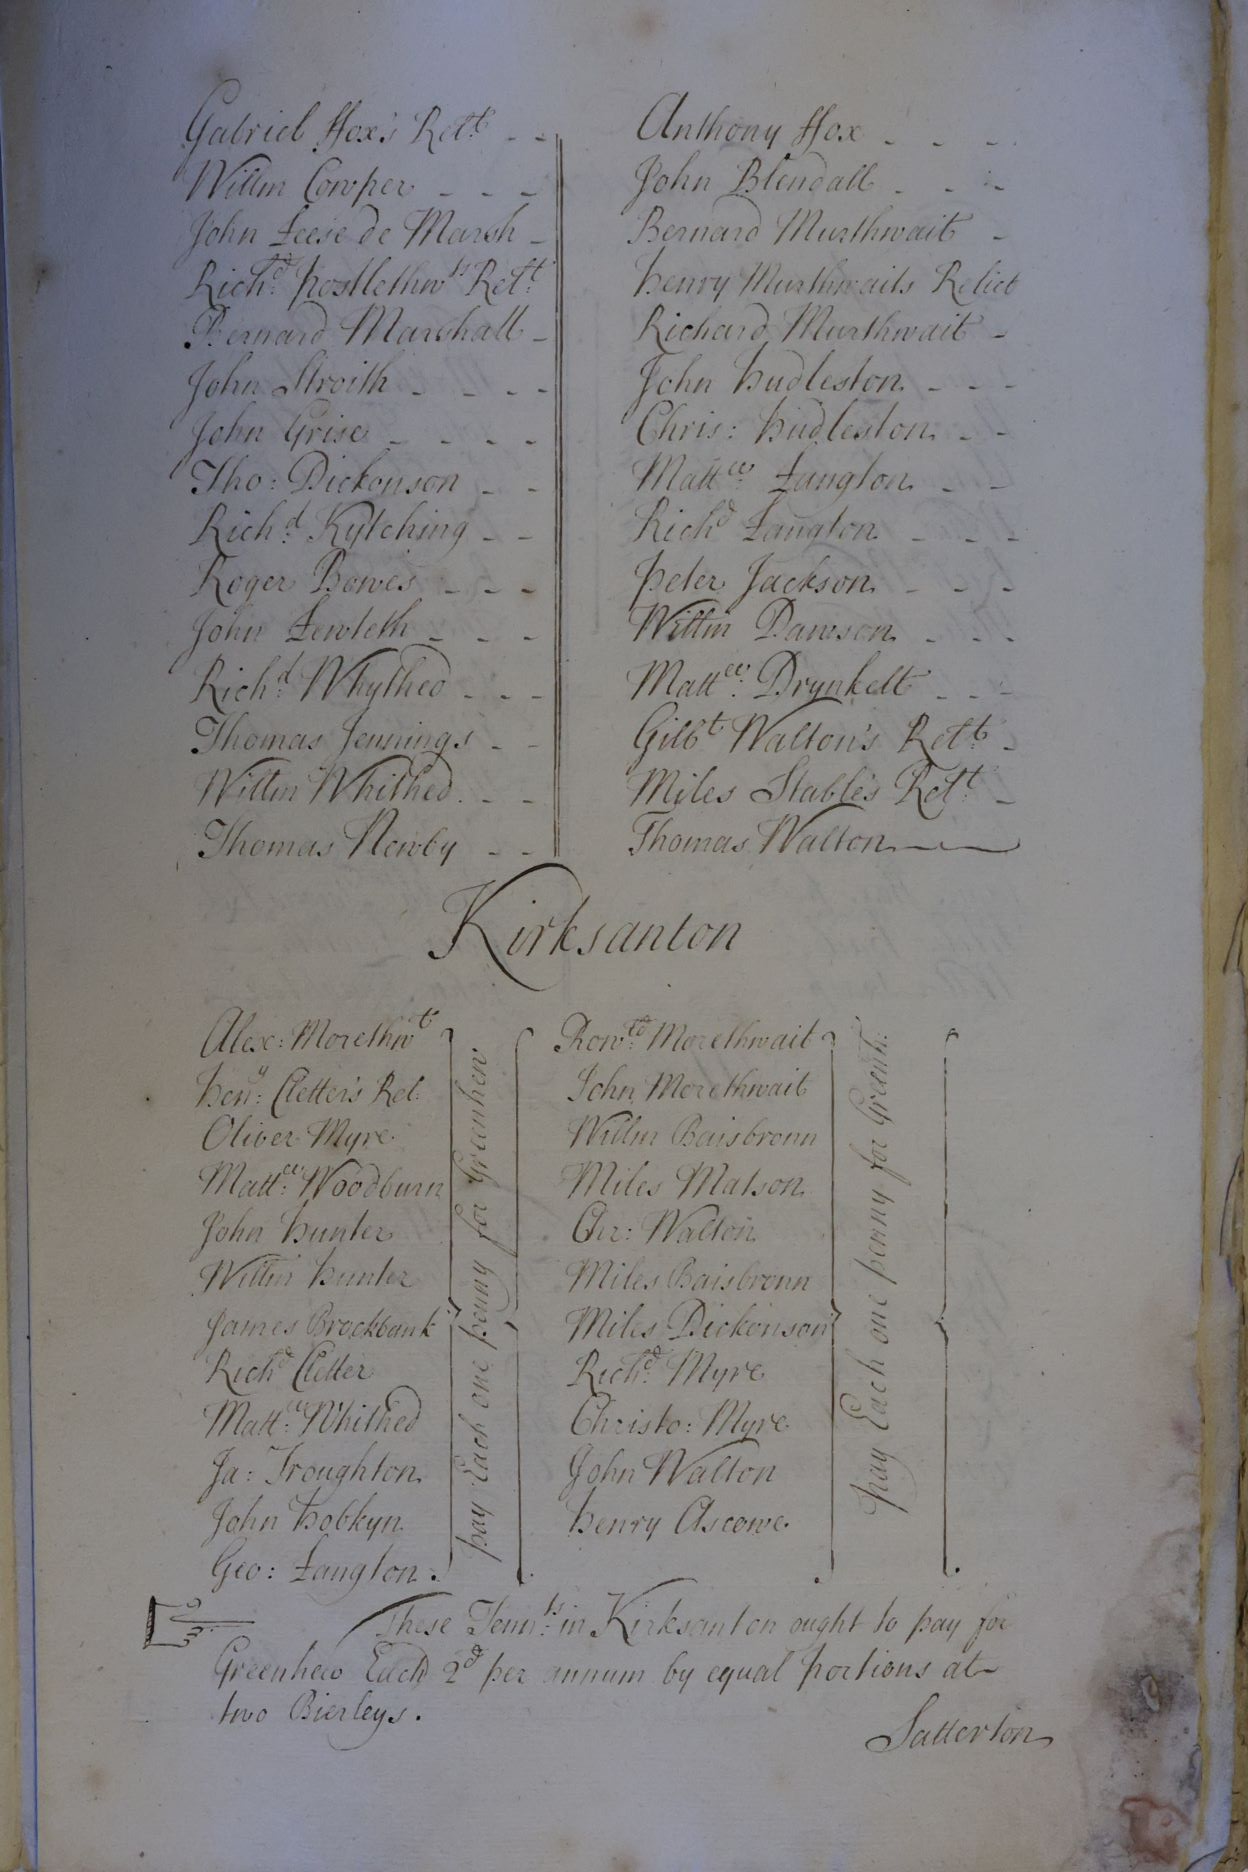 Gabriel ffox's Relt. - -
Willm Cowper - - -
John Leese de Marsh -
Richd. Postlethwts Relt.
Bernard Marshall -
John Stroith - - - -
John Grise - - - -
Tho: Dickonson - -
Richd. Kytching - -
Roger Bowes - - -
John Lewteth - - -
Richd. Whythed - - -
Thomas Jennings - -
Willm Whithed - - -
Thomas Newby - -
Anthony ffox - - -
John Blendall - - -
Bernard Murthwait -
Henry Murthwaits Relict
Richard Murthwait -
John Hudleston - - -
Chris: Hudleston - -
Mattw. Langton - -
Richd Langton - - -
Peter Jackson - - -
Willm Dawson - - -
Mattw. Drynkell - - -
Gilbt Walton's Relt. -
Miles Stable's Relt. -
Thomas Walton
Kirksanton
Alex: Morethwt.
Heny: Cletter's Rel:
Oliver Myre
Mattw: Woodburn
John Hunter
Willm Hunter
James Brockbank
Richd Cletter
Mattw: Whithed
Ja: Troughton
John Hobkyn
Geo: Langton.
pay Each one penny for Greenhew
Rowld. Morethwait
John Morethwait
Willm Baisbronn
Miles Matson
Chr: Walton
Miles Baisbronn
Miles Dickonson
Richd. Myre
Christo: Myre
John Walton
Henry Ascowe
pay Each one penny for Greenh:
These Tennts: in Kirksanton ought to pay for
Greenhew Each 2d per annum by equal portions at
two Bierleys.
Satterton